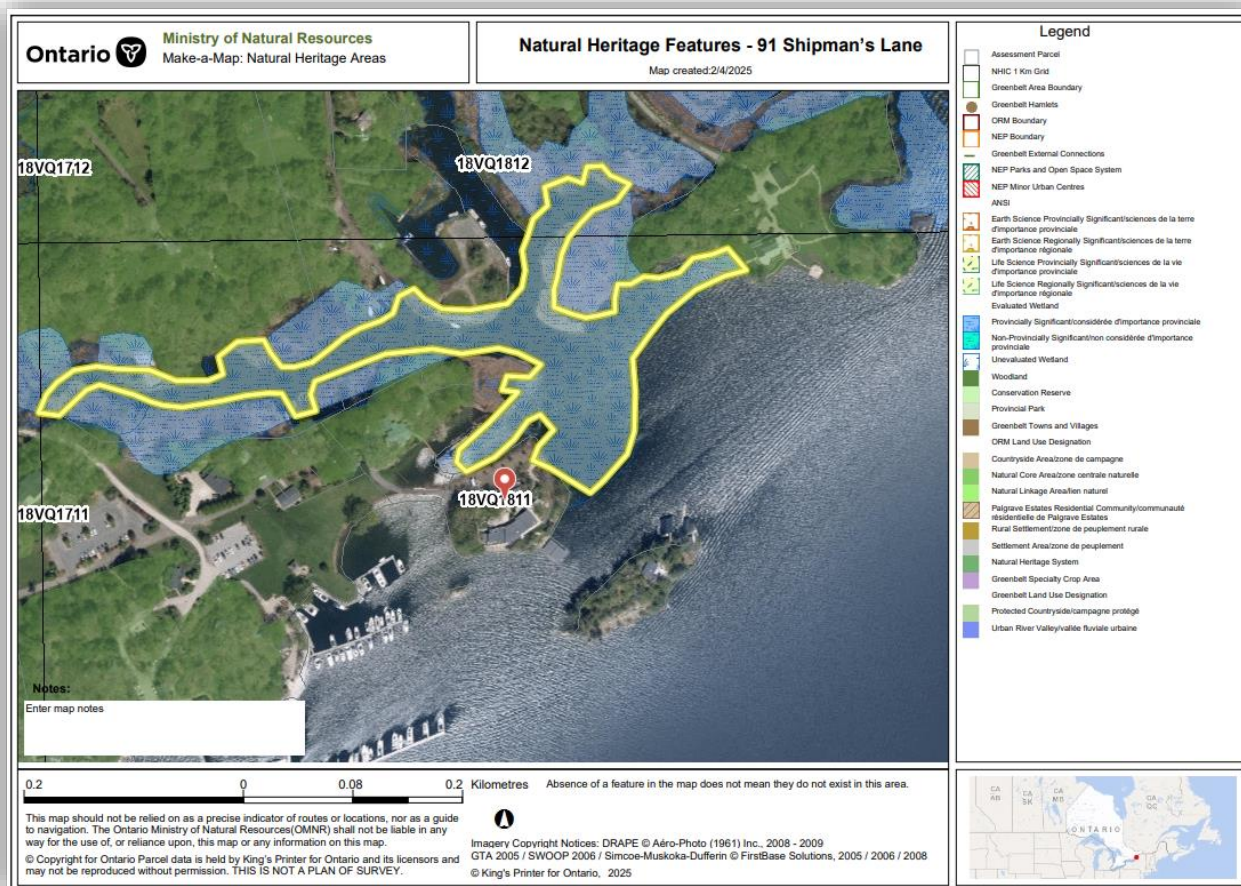 Ontario
Ministry of Natural Resources
Make-a-Map: Natural Heritage Areas
Natural Heritage Features - 91 Shipman's Lane
Map created:2/4/2025
18VQ1712
18VQ1812
18VQ1711
18VQ1811
Notes:
Enter map notes
Legend
Assessment Parcel
NHIC 1 Km Grid
Greenbelt Area Boundary
Greenbelt Hamlets
ORM Boundary
NEP Boundary
Greenbelt External Connections
NEP Parks and Open Space System
NEP Minor Urban Centres
ANSI
Earth Science Provincially Significant/sciences de la terre
d'importance provinciale
Earth Science Regionally Significant/sciences de la terre
d'importance régionale
Life Science Provincially Significant/sciences de la vie
d'importance provinciale
Life Science Regionally Significant/sciences de la vie
d'importance régionale
Evaluated Wetland
Provincially Significant/considérée d'importance provinciale
Non-Provincially Significant/non considérée d'importance
provinciale
Unevaluated Wetland
Woodland
Conservation Reserve
Provincial Park
Greenbelt Towns and Villages
ORM Land Use Designation
Countryside Area/zone de campagne
Natural Core Area/zone centrale naturelle
Natural Linkage Area/lien naturel
Palgrave Estates Residential Community/communauté
résidentielle de Palgrave Estates
Rural Settlement/zone de peuplement rurale
Settlement Area/zone de peuplement
Natural Heritage System
Greenbelt Specialty Crop Area
Greenbelt Land Use Designation
Protected Countryside/campagne protégé
Urban River Valley/vallée fluviale urbaine
0.2 0 0.08 0.2 Kilometres
Absence of a feature in the map does not mean they do not exist in this area.
This map should not be relied on as a precise indicator of routes or locations, nor as a guide
to navigation. The Ontario Ministry of Natural Resources(OMNR) shall not be liable in any
way for the use of, or reliance upon, this map or any information on this map.
© Copyright for Ontario Parcel data is held by King's Printer for Ontario and its licensors and
may not be reproduced without permission. THIS IS NOT A PLAN OF SURVEY.
Imagery Copyright Notices: DRAPE © Aéro-Photo (1961) Inc., 2008 - 2009
GTA 2005 / SWOOP 2006 / Simcoe-Muskoka-Dufferin © FirstBase Solutions, 2005 / 2006 / 2008
© King's Printer for Ontario, 2025
CA
AB
CA
SK
CA
MB
ONTARIO
CA
QC